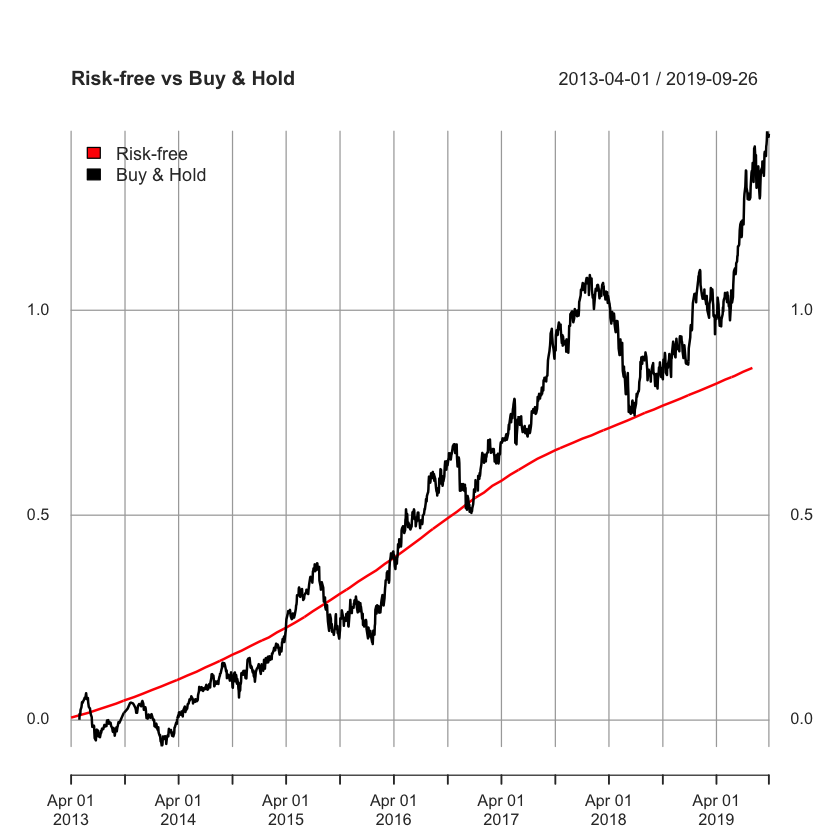 Risk-free vs Buy & Hold 2013-04-01 / 2019-09-26
Risk-free
Buy & Hold
1.0 1.0
0.5 0.5
0.0 0.0
Apr 01 Apr 01 Apr 01 Apr 01 Apr 01 Apr 01 Apr 01
2013 2014 2015 2016 2017 2018 2019